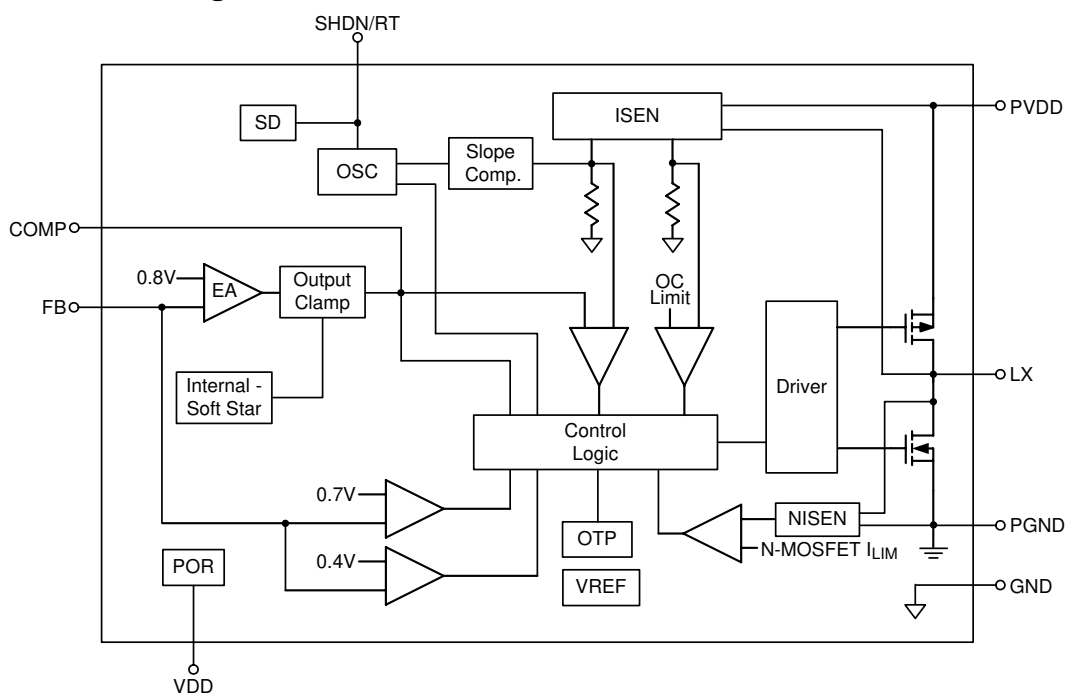 SHDN/RT
ISEN
PVDD
SD
OSC
Slope
Comp.
COMP
0.8V
EA
Output
Clamp
OC
Limit
FB
Internal -
Soft Star
Driver
LX
Control
Logic
0.7V
NISEN
PGND
OTP
N-MOSFET ILIM
0.4V
POR
VREF
GND
VDD